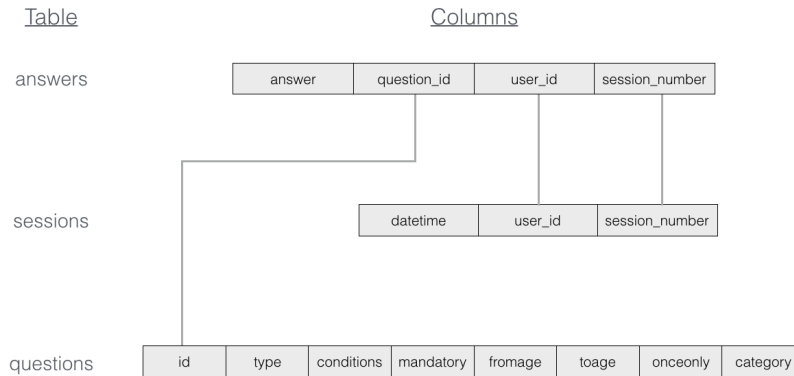 Table Columns
answers answer question_id user_id session_number
sessions datetime user_id session_number
questions id type conditions mandatory fromage toage onceonly category